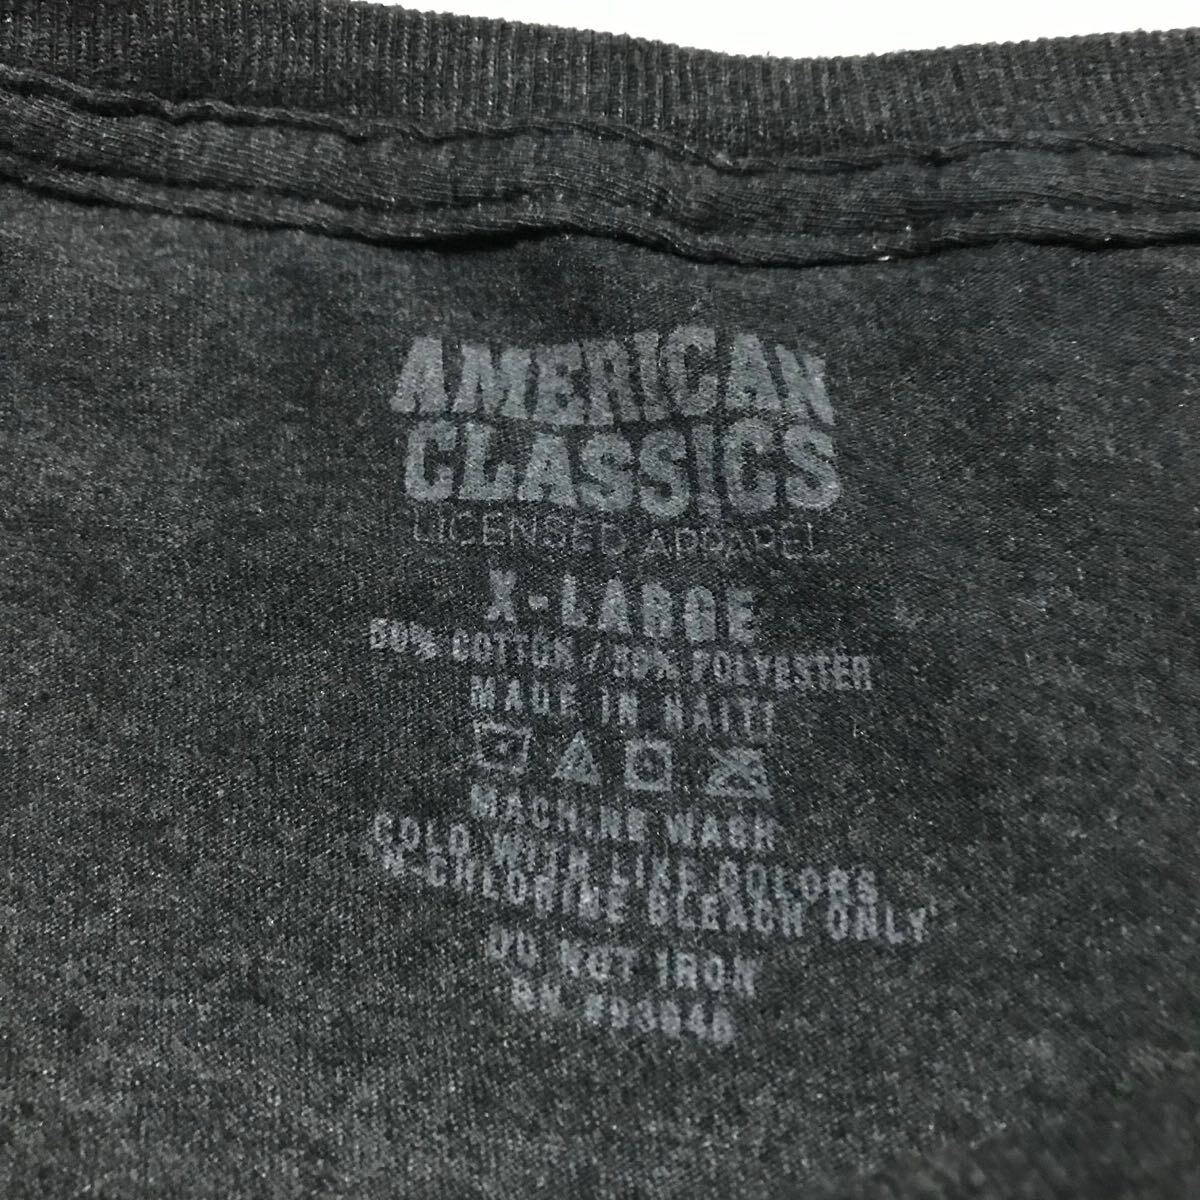 AMERICAN
CLASSICS
LICENSED APPAREL
X-LARGE
50% COTTON / 50% POLYESTER
MADE IN HAITI
MACHINE WASH
COLD WITH LIKE COLORS
N-CHLORINE BLEACH ONLY
DO NOT IRON
RN